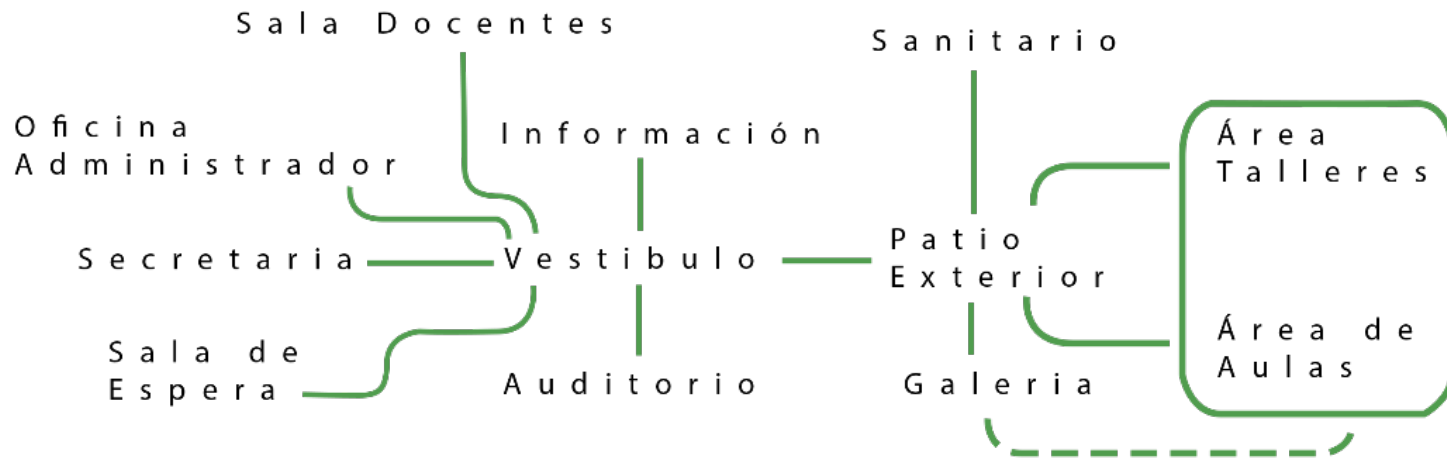 Sala Docentes
Sanitario
Oficina
Administrador
Información
Área
Talleres
Secretaria
Vestibulo
Patio
Exterior
Sala de
Espera
Auditorio
Galeria
Área de
Aulas